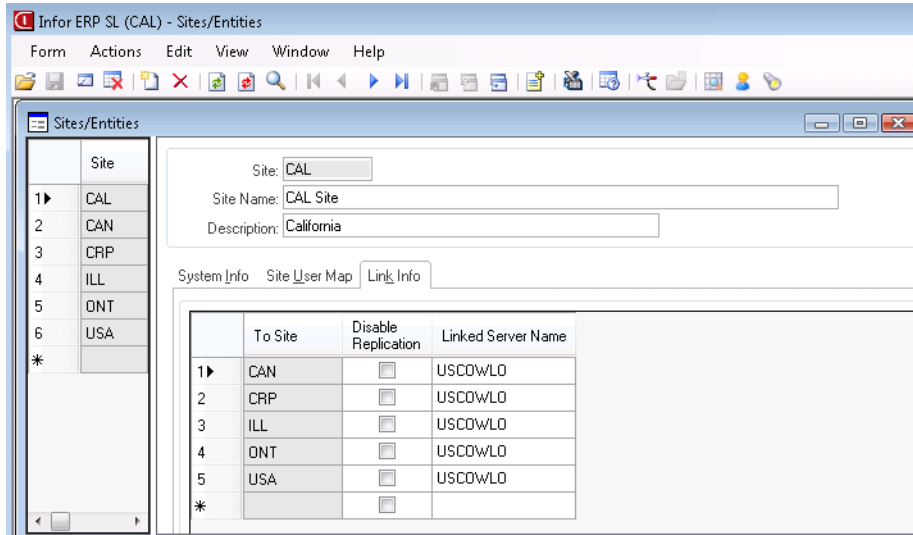 Infor ERP SL (CAL) - Sites/Entities
Form Actions Edit View Window Help
Sites/Entities
Site
1 CAL
2 CAN
3 CRP
4 ILL
5 ONT
6 USA
*
Site: CAL
Site Name: CAL Site
Description: California
System Info Site User Map Link Info
To Site Disable Replication Linked Server Name
1 CAN USCOWLO
2 CRP USCOWLO
3 ILL USCOWLO
4 ONT USCOWLO
5 USA USCOWLO
*